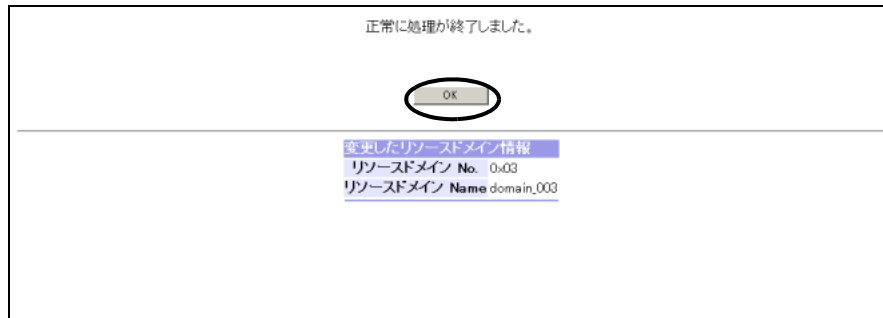 正常に処理が終了しました。
OK
変更したリソースドメイン情報
リソースドメイン No. 0x03
リソースドメイン Name domain_003